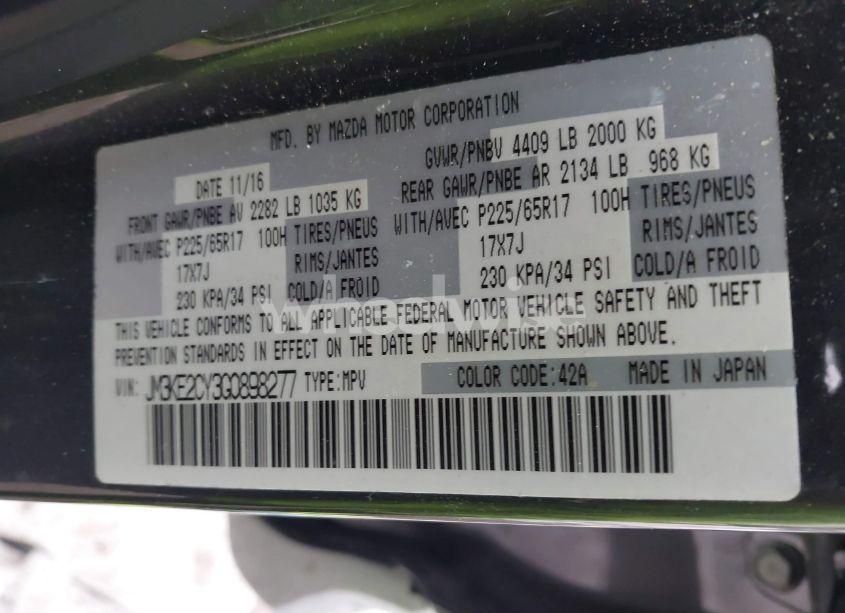 MFD. BY MAZDA MOTOR CORPORATION
DATE 11/16
GVWR/PNBV 4409 LB 2000 KG
FRONT GAWR/PNBE AV 2282 LB 1035 KG
REAR GAWR/PNBE AR 2134 LB 968 KG
WITH/AVEC P225/65R17 100H TIRES/PNEUS
WITH/AVEC P225/65R17 100H TIRES/PNEUS
17X7J RIMS/JANTES
17X7J RIMS/JANTES
230 KPA/34 PSI COLD/A FROID
230 KPA/34 PSI COLD/A FROID
THIS VEHICLE CONFORMS TO ALL APPLICABLE FEDERAL MOTOR VEHICLE SAFETY AND THEFT
PREVENTION STANDARDS IN EFFECT ON THE DATE OF MANUFACTURE SHOWN ABOVE.
VIN: JM3KE2CY3G0898277 TYPE:MPV COLOR CODE:42A MADE IN JAPAN